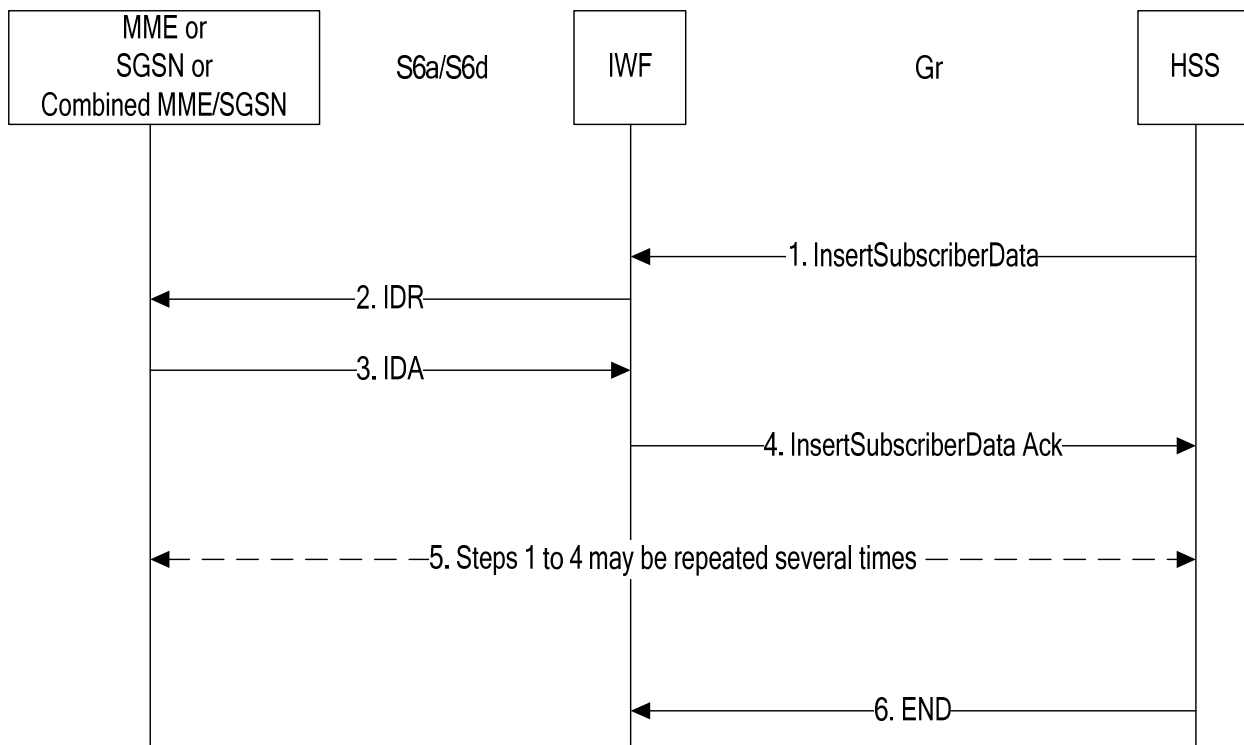 MME or
SGSN or
Combined MME/SGSN
S6a/S6d
IWF
Gr
HSS
1. InsertSubscriberData
2. IDR
3. IDA
4. InsertSubscriberData Ack
5. Steps 1 to 4 may be repeated several times
6. END